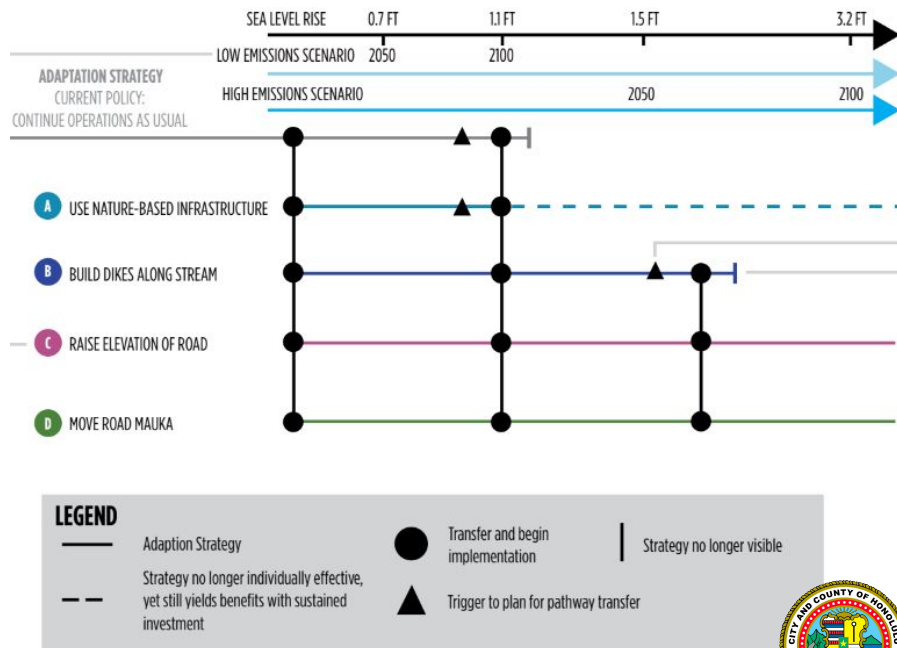 SEA LEVEL RISE 0.7 FT 1.1 FT 1.5 FT 3.2 FT
LOW EMISSIONS SCENARIO 2050 2100
ADAPTATION STRATEGY
CURRENT POLICY:
CONTINUE OPERATIONS AS USUAL
HIGH EMISSIONS SCENARIO 2050 2100
A USE NATURE-BASED INFRASTRUCTURE
B BUILD DIKES ALONG STREAM
C RAISE ELEVATION OF ROAD
D MOVE ROAD MAUKA
LEGEND
Adaption Strategy
Strategy no longer individually effective,
yet still yields benefits with sustained
investment
Transfer and begin
implementation
Trigger to plan for pathway transfer
Strategy no longer visible
CITY AND COUNTY OF HONOLULU